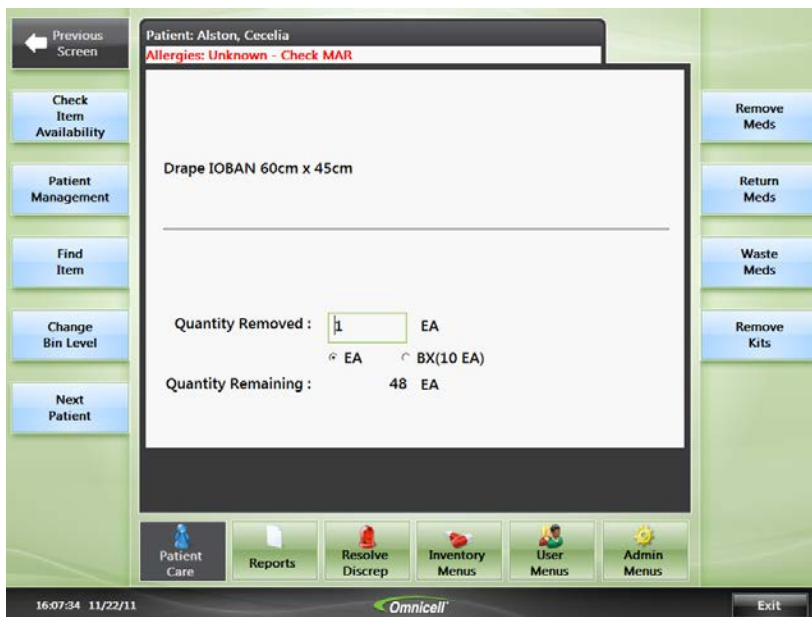 Previous
Screen
Patient: Alston, Cecelia
Allergies: Unknown - Check MAR
Check
Item
Availability
Patient
Management
Find
Item
Change
Bin Level
Next
Patient
Drape IOBAN 60cm x 45cm
Quantity Removed : 1 EA
EA BX(10 EA)
Quantity Remaining : 48 EA
Remove
Meds
Return
Meds
Waste
Meds
Remove
Kits
Patient
Care
Reports
Resolve
Discrep
Inventory
Menus
User
Menus
Admin
Menus
16:07:34 11/22/11
Omnicell
Exit